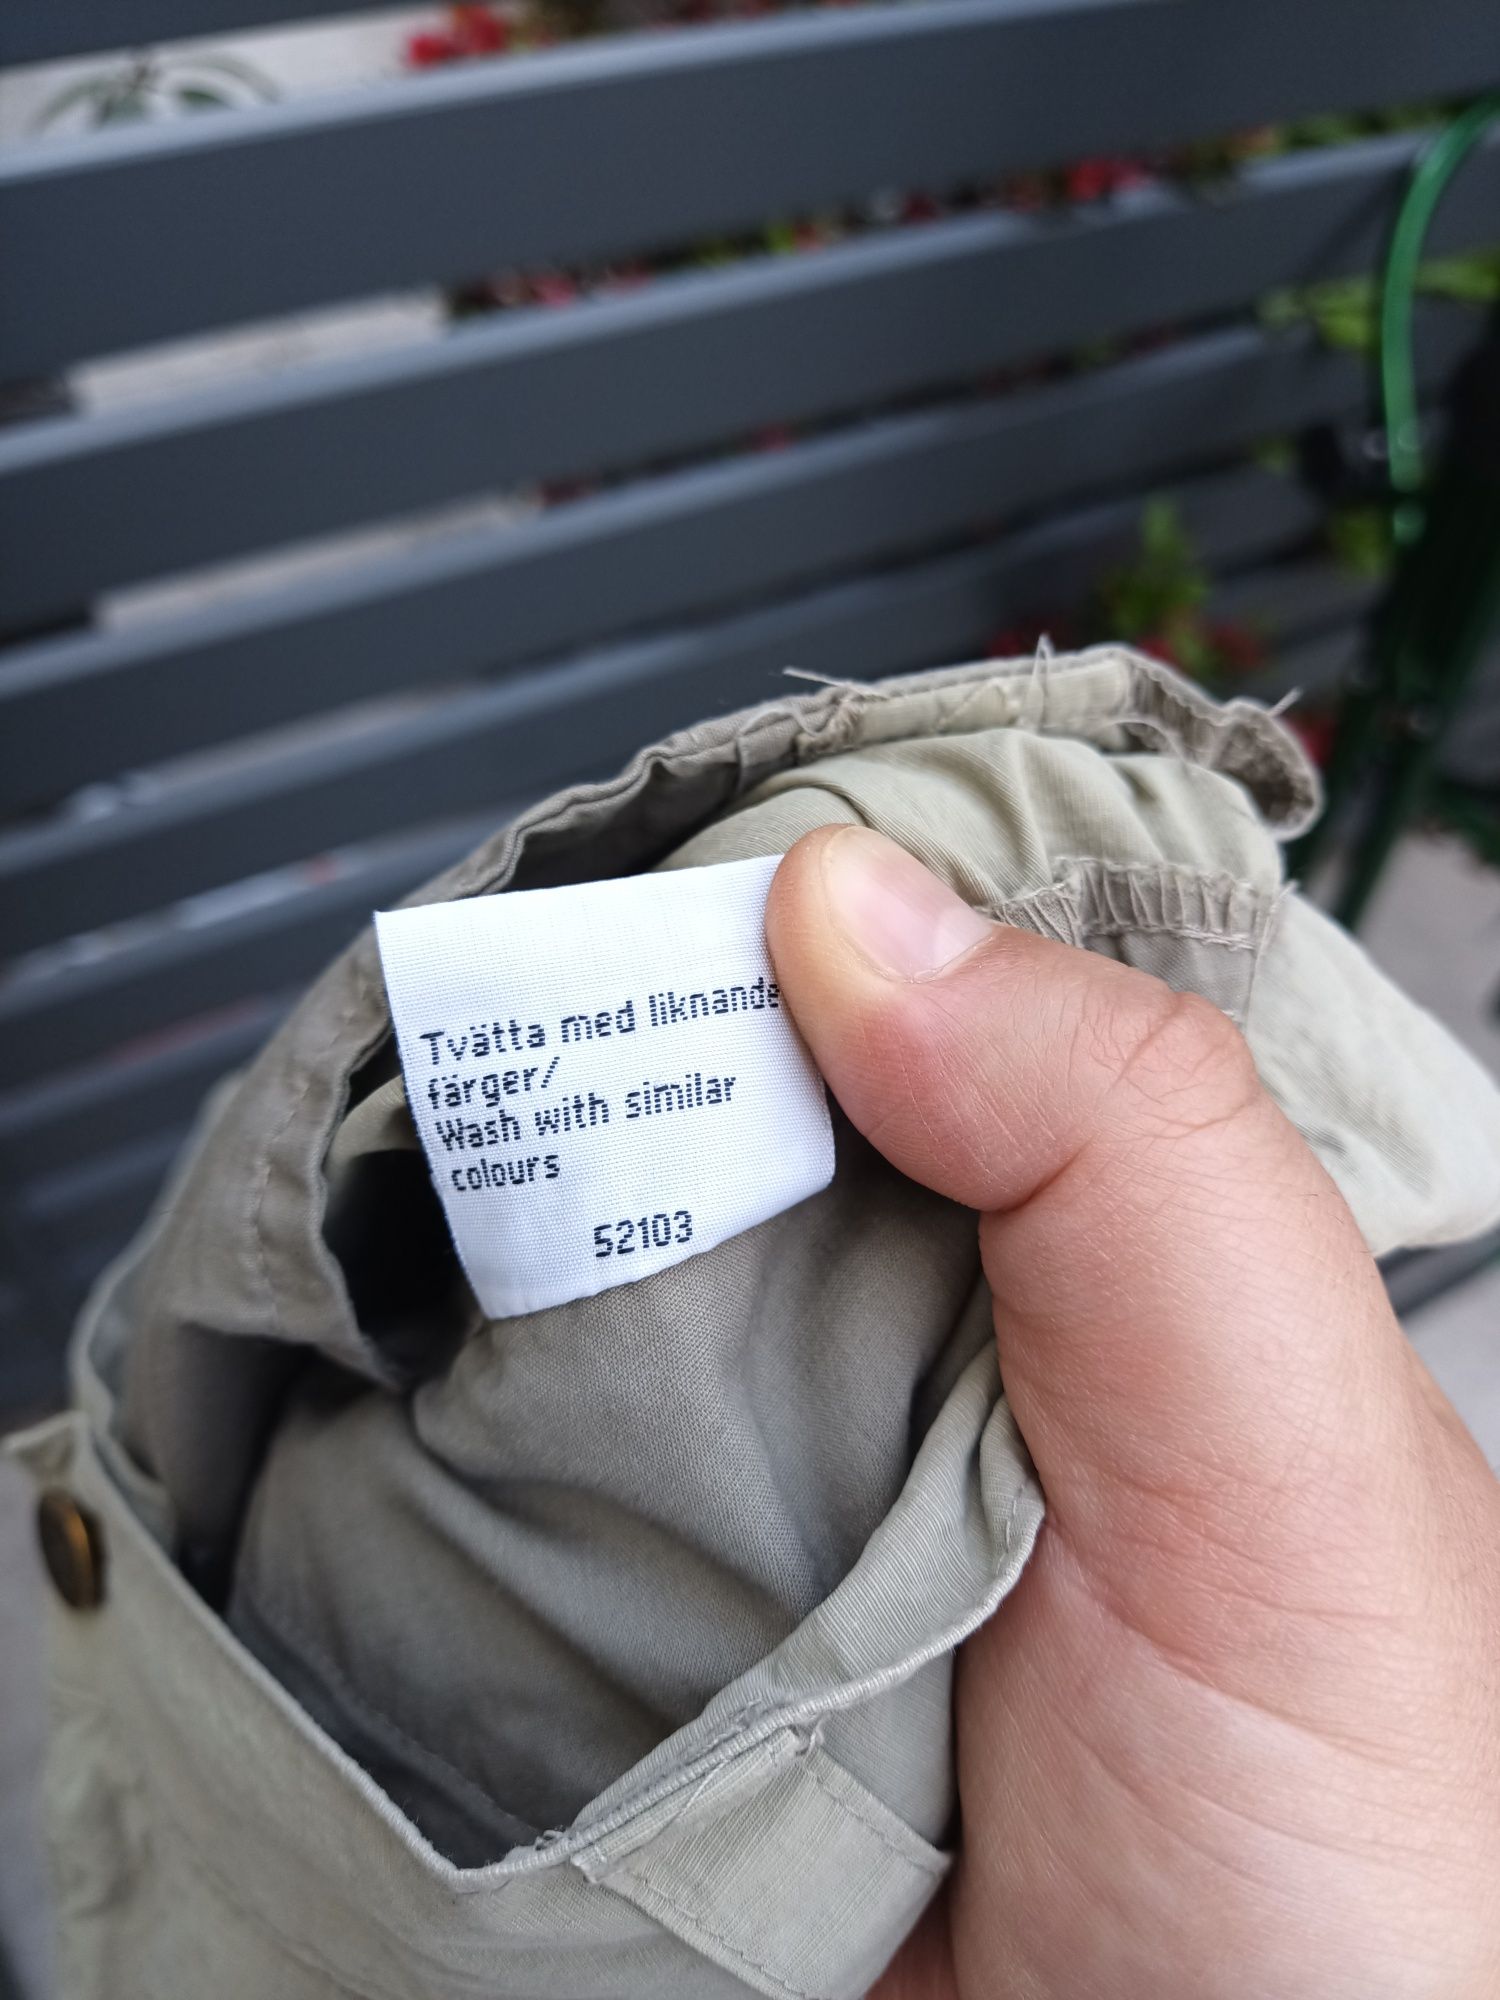 Tvätta med liknande
färger/
Wash with similar
colours
52103